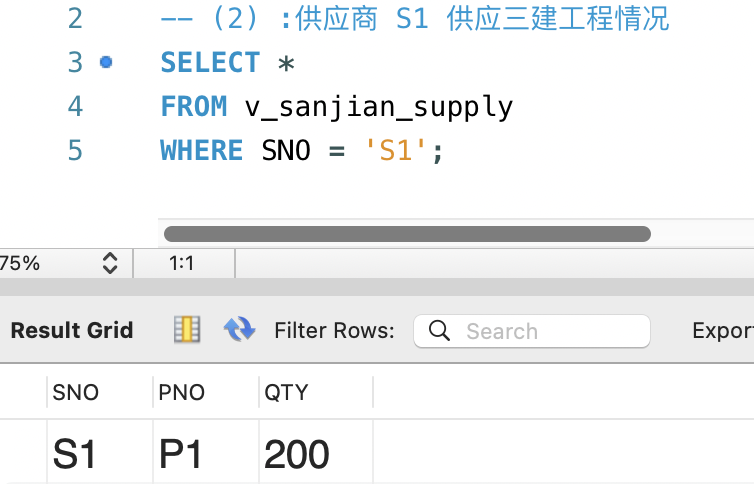 2 -- (2) :供应商 S1 供应三建工程情况
3 SELECT *
4 FROM v_sanjian_supply
5 WHERE SNO = 'S1';
75% 1:1
Result Grid Filter Rows: Search Expor
SNO PNO QTY
S1 P1 200